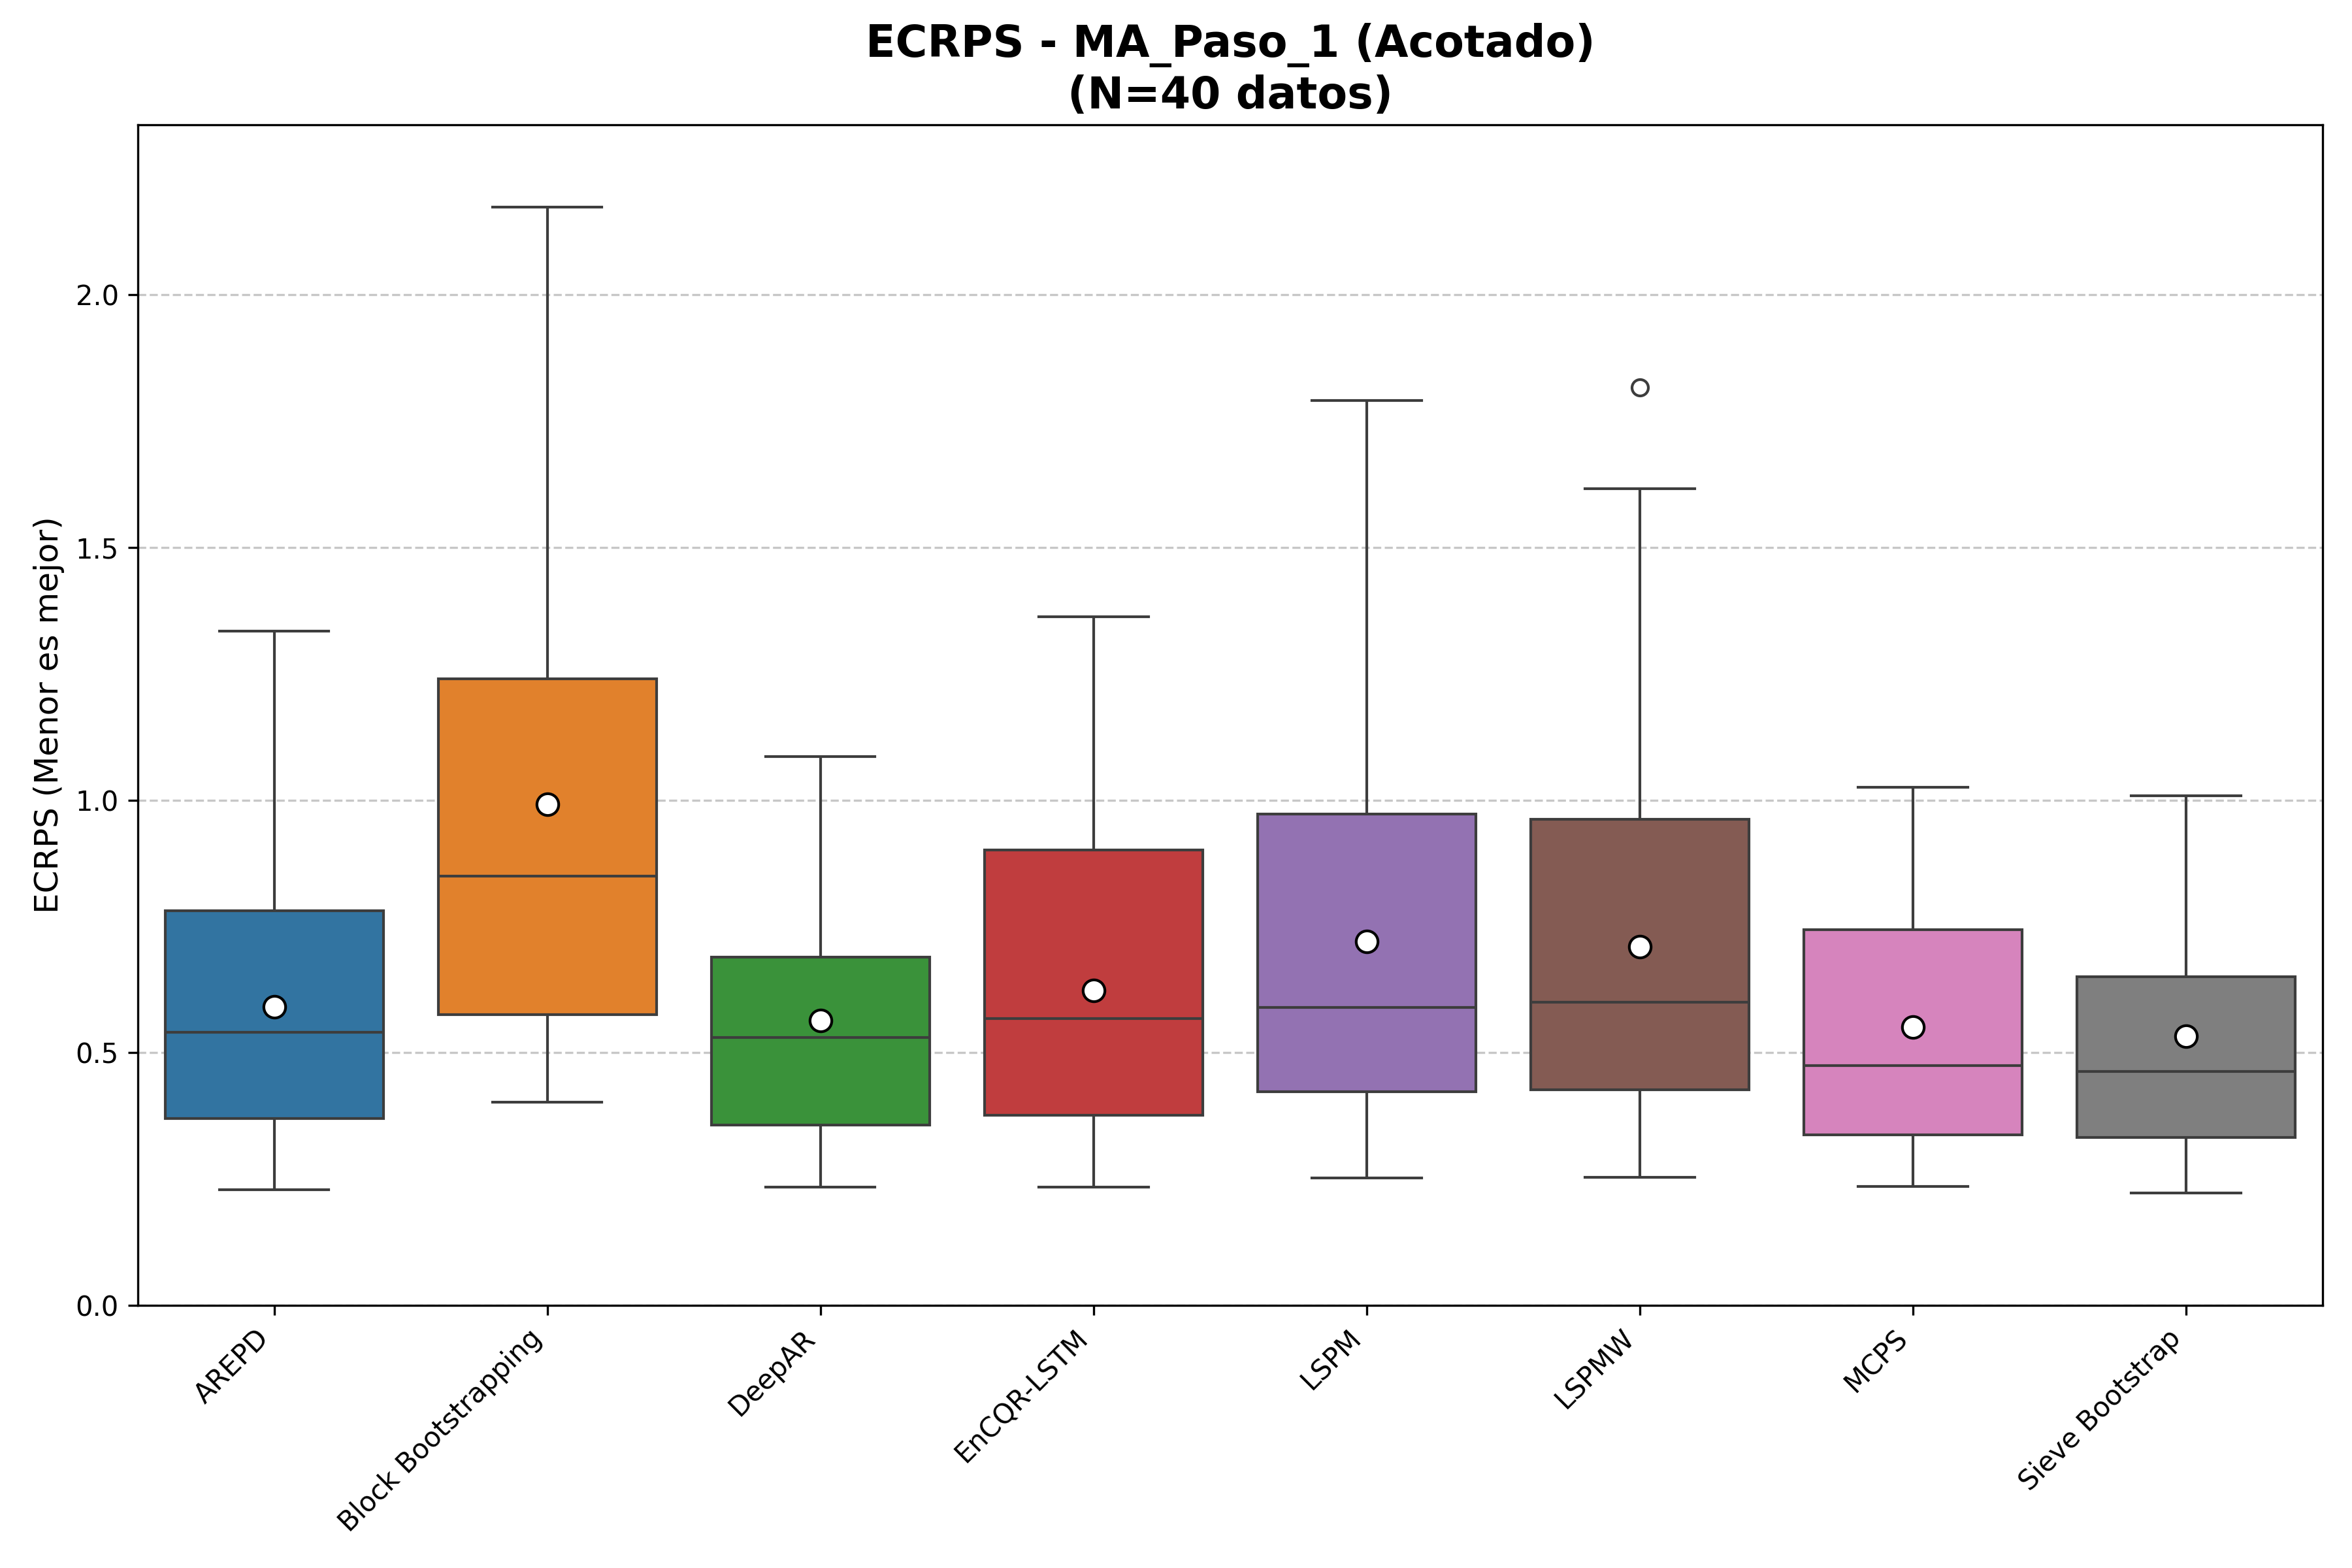 ECRPS - MA_Paso_1 (Acotado)
(N=40 datos)
ECRPS (Menor es mejor)
2.0
1.5
1.0
0.5
0.0
AREPD
Block Bootstrapping
DeepAR
EnCQR-LSTM
LSPM
LSPMW
MCPS
Sieve Bootstrap